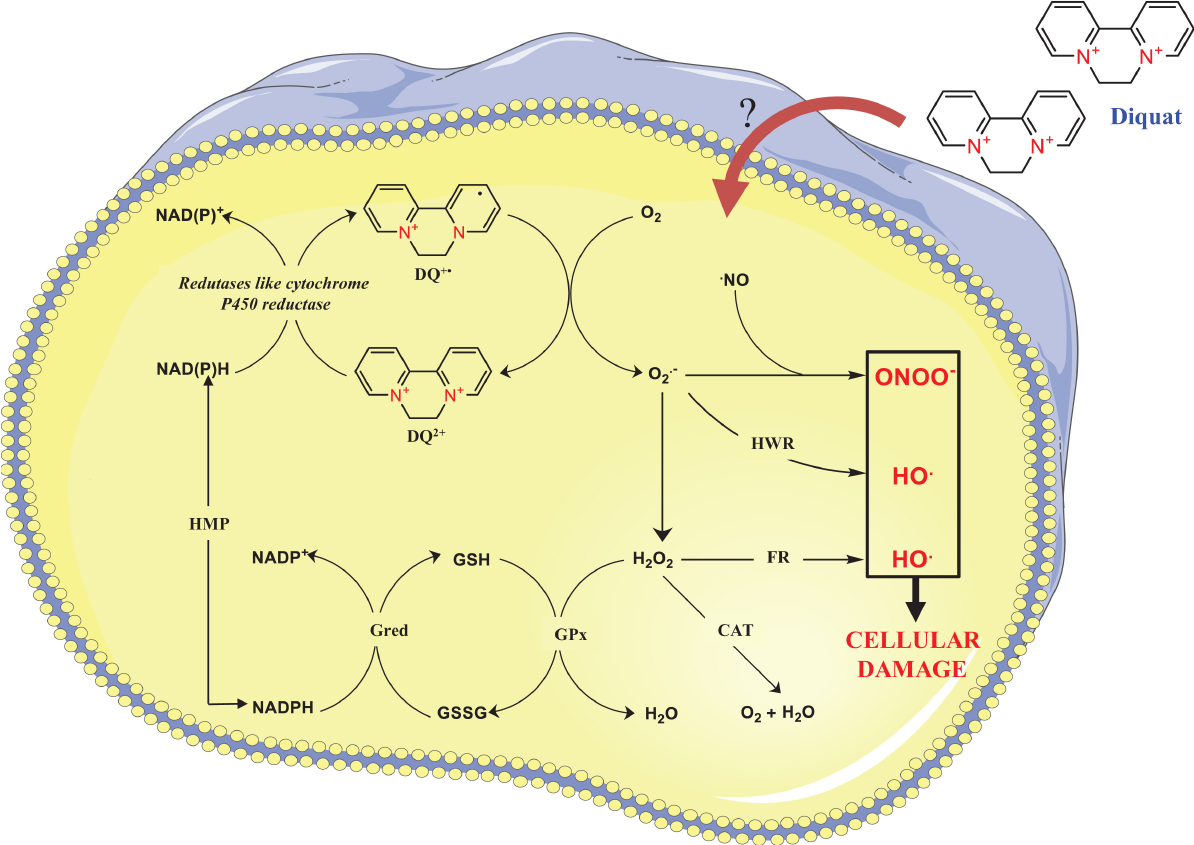 N⁺
N⁺
Diquat
?
N⁺
N⁺
NAD(P)⁺
N⁺
N
O₂
DQ⁺•
Redutases like cytochrome
P450 reductase
·NO
NAD(P)H
N⁺
N⁺
O₂·-
ONOO⁻
DQ²⁺
HWR
HO·
HMP
NADP⁺
GSH
H₂O₂
FR
HO·
Gred
GPx
CAT
CELLULAR
DAMAGE
NADPH
GSSG
H₂O
O₂ + H₂O